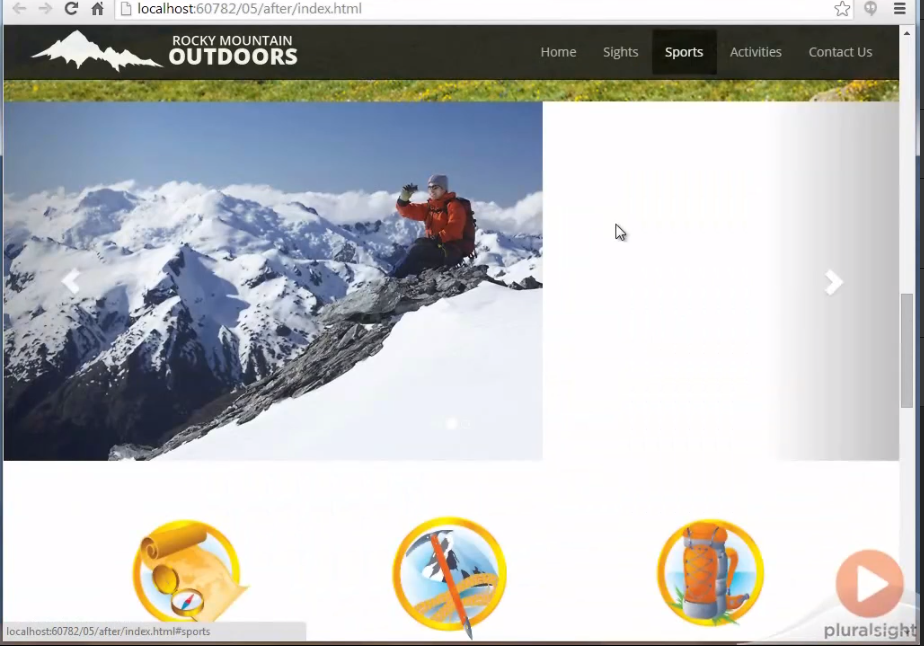 localhost:60782/05/after/index.html
ROCKY MOUNTAIN
OUTDOORS
Home Sights Sports Activities Contact Us
localhost:60782/05/after/index.html#sports
pluralsight